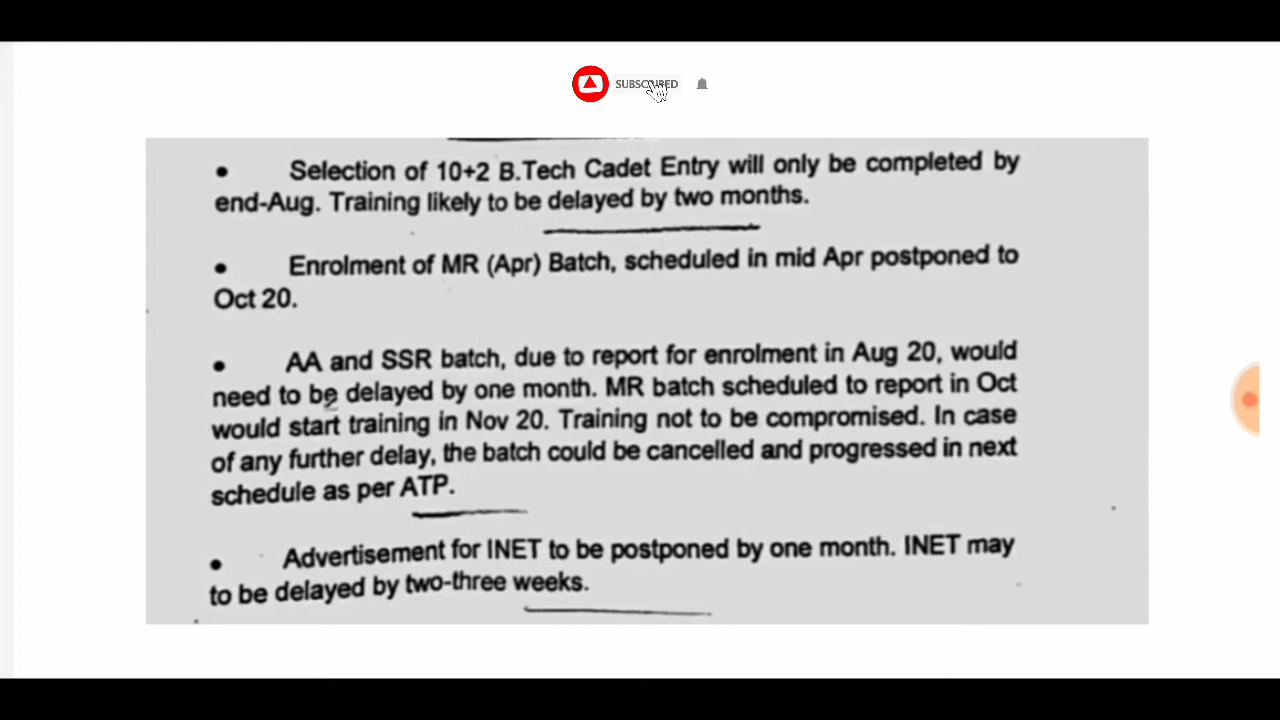 SUBSCRIBED
• Selection of 10+2 B.Tech Cadet Entry will only be completed by
end-Aug. Training likely to be delayed by two months.
• Enrolment of MR (Apr) Batch, scheduled in mid Apr postponed to
Oct 20.
• AA and SSR batch, due to report for enrolment in Aug 20, would
need to be delayed by one month. MR batch scheduled to report in Oct
would start training in Nov 20. Training not to be compromised. In case
of any further delay, the batch could be cancelled and progressed in next
schedule as per ATP.
• Advertisement for INET to be postponed by one month. INET may
to be delayed by two-three weeks.